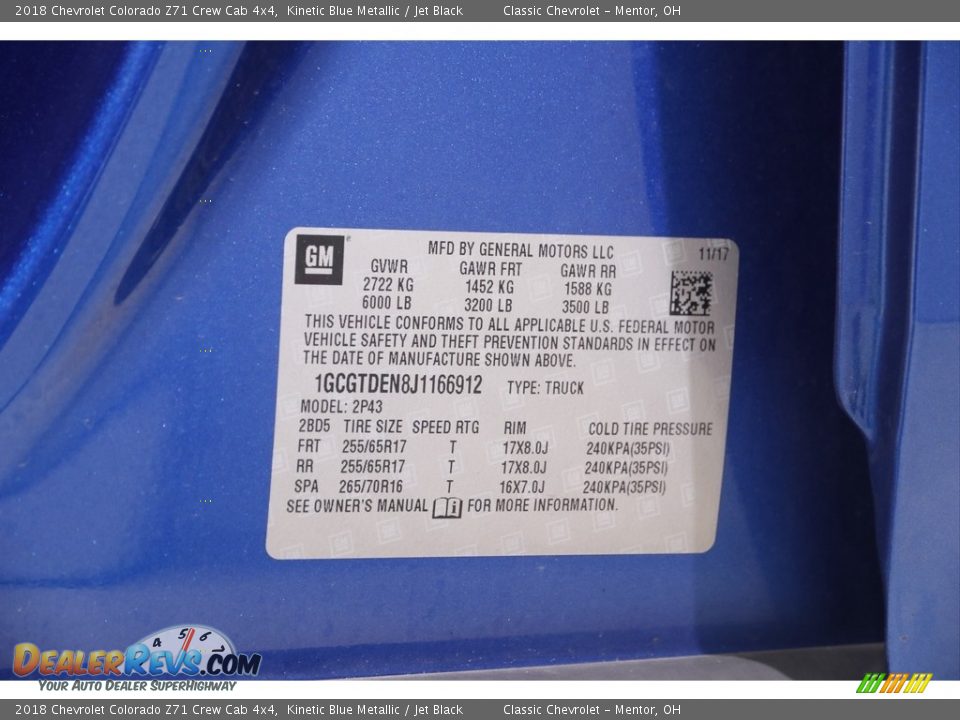 2018 Chevrolet Colorado Z71 Crew Cab 4x4, Kinetic Blue Metallic / Jet Black Classic Chevrolet – Mentor, OH
GM MFD BY GENERAL MOTORS LLC 11/17
GVWR GAWR FRT GAWR RR
2722 KG 1452 KG 1588 KG
6000 LB 3200 LB 3500 LB
THIS VEHICLE CONFORMS TO ALL APPLICABLE U.S. FEDERAL MOTOR
VEHICLE SAFETY AND THEFT PREVENTION STANDARDS IN EFFECT ON
THE DATE OF MANUFACTURE SHOWN ABOVE.
1GCGTDEN8J1166912 TYPE: TRUCK
MODEL: 2P43
2BD5 TIRE SIZE SPEED RTG RIM COLD TIRE PRESSURE
FRT 255/65R17 T 17X8.0J 240KPA(35PSI)
RR 255/65R17 T 17X8.0J 240KPA(35PSI)
SPA 265/70R16 T 16X7.0J 240KPA(35PSI)
SEE OWNER'S MANUAL i FOR MORE INFORMATION.
4 5 6
DealerRevs.com
Your Auto Dealer SuperHighway
2018 Chevrolet Colorado Z71 Crew Cab 4x4, Kinetic Blue Metallic / Jet Black Classic Chevrolet – Mentor, OH